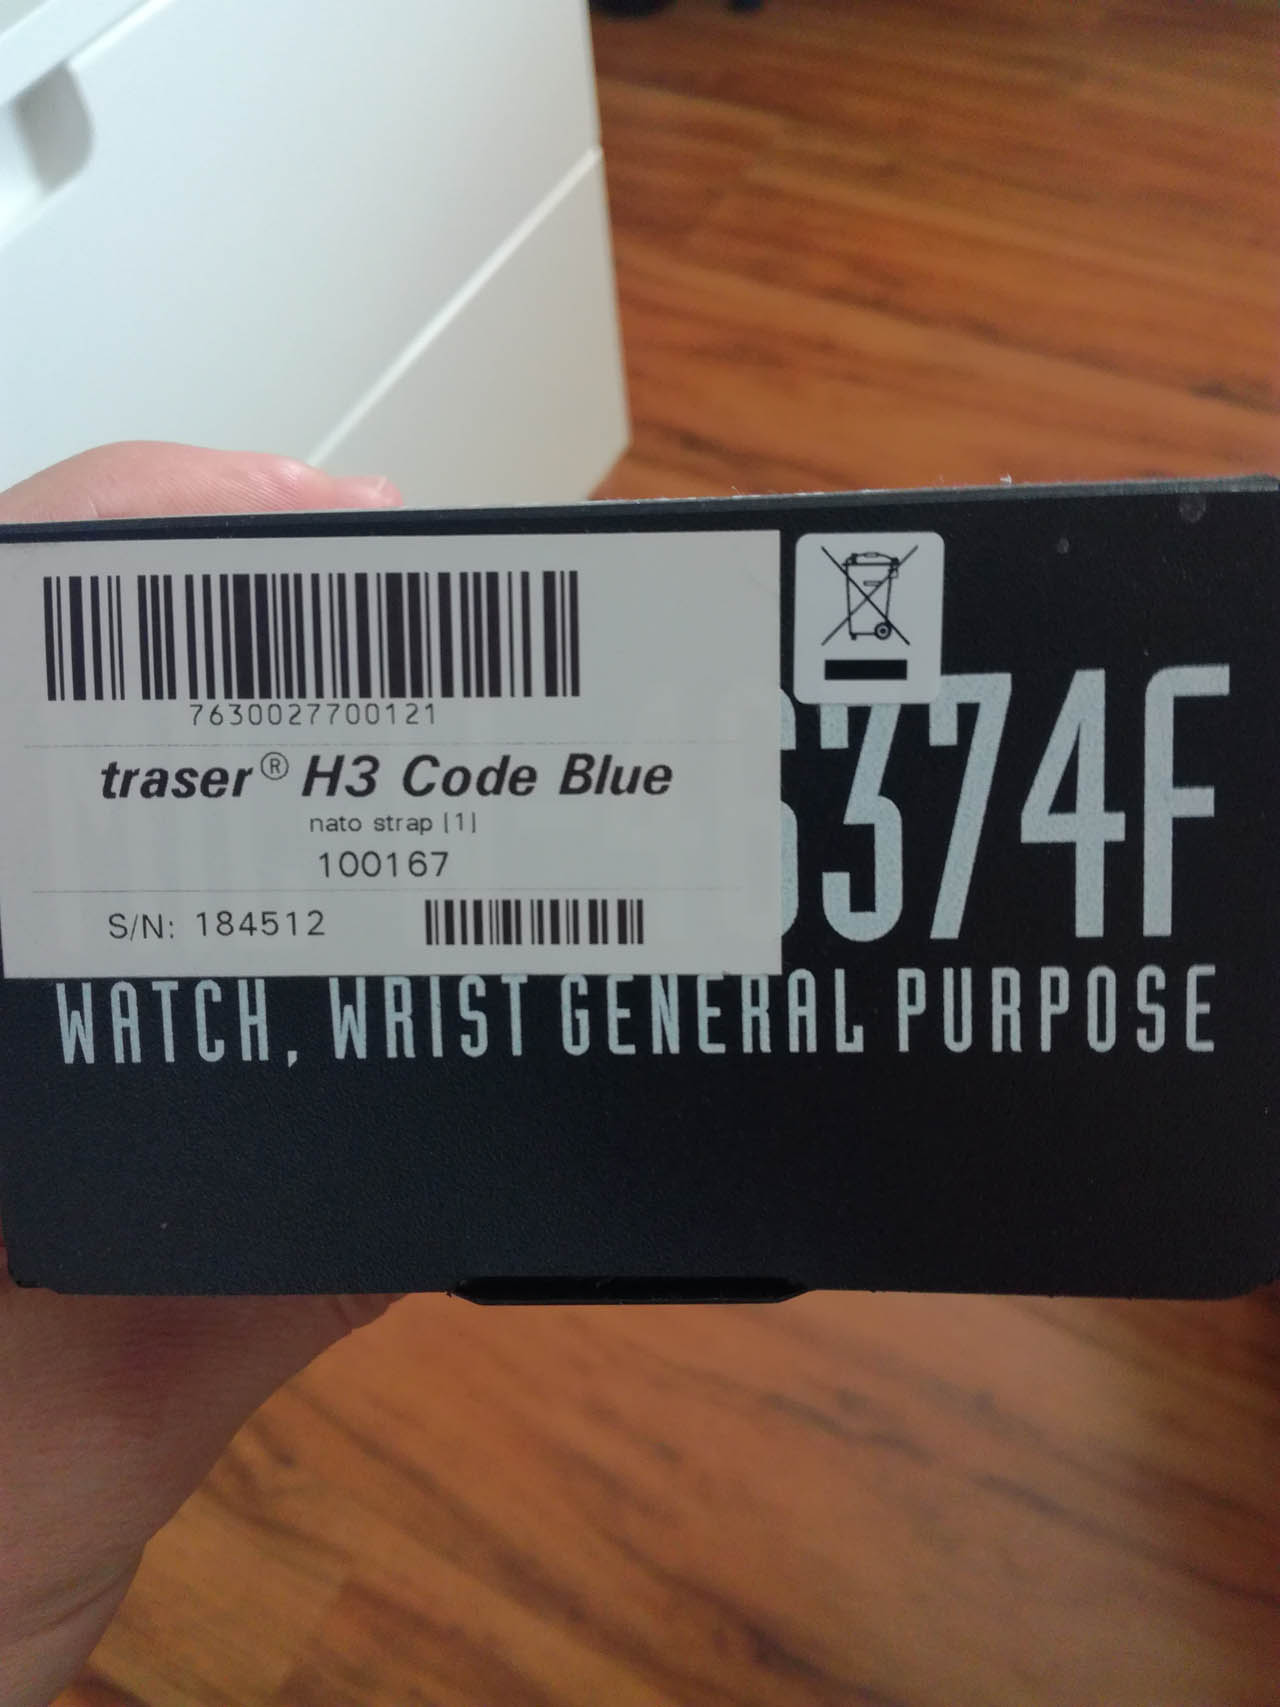 7630027700121
traser® H3 Code Blue
nato strap [1]
100167
S/N: 184512
374F
WATCH, WRIST GENERAL PURPOSE